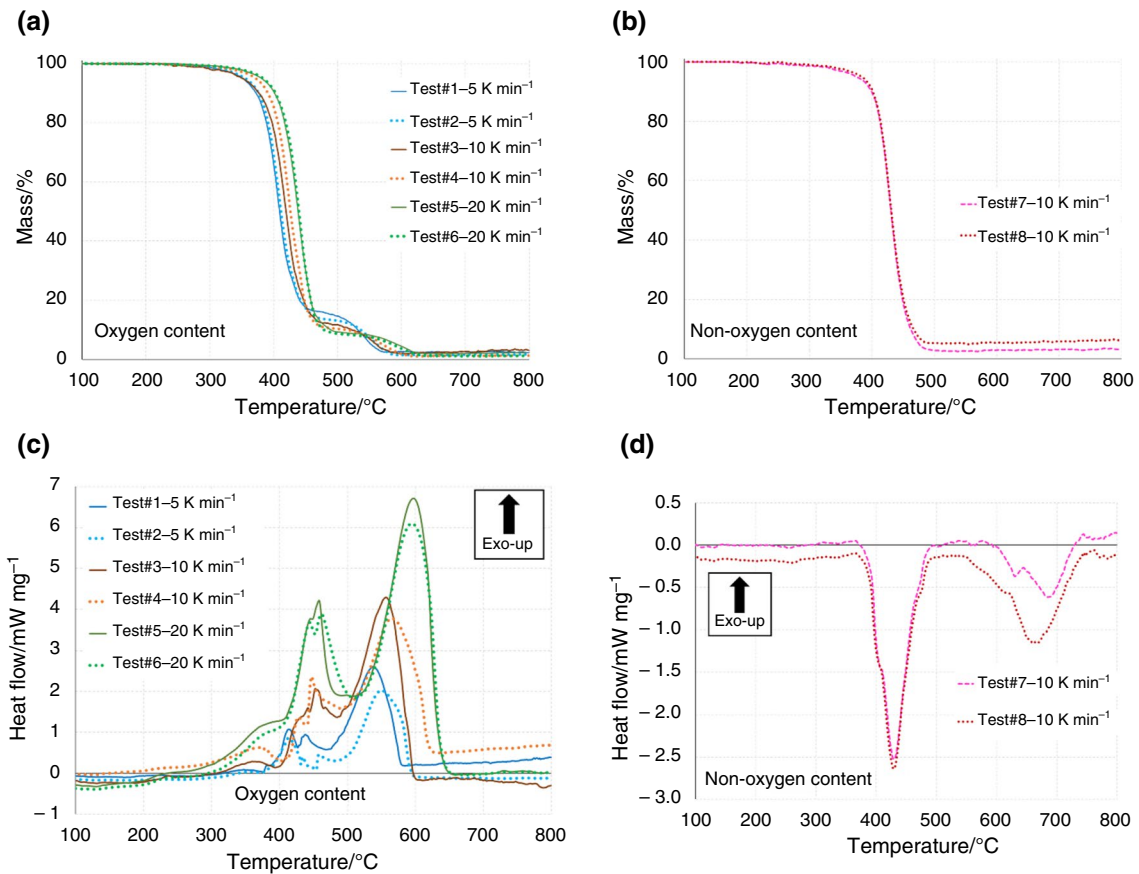 (a)
100
80
60
40
20
0
Mass/%
Test#1–5 K min⁻¹
Test#2–5 K min⁻¹
Test#3–10 K min⁻¹
Test#4–10 K min⁻¹
Test#5–20 K min⁻¹
Test#6–20 K min⁻¹
Oxygen content
100 200 300 400 500 600 700 800
Temperature/°C
(b)
100
80
60
40
20
0
Mass/%
Test#7–10 K min⁻¹
Test#8–10 K min⁻¹
Non-oxygen content
100 200 300 400 500 600 700 800
Temperature/°C
(c)
7
6
5
4
3
2
1
0
– 1
Heat flow/mW mg⁻¹
Test#1–5 K min⁻¹
Test#2–5 K min⁻¹
Test#3–10 K min⁻¹
Test#4–10 K min⁻¹
Test#5–20 K min⁻¹
Test#6–20 K min⁻¹
Exo-up
Oxygen content
100 200 300 400 500 600 700 800
Temperature/°C
(d)
0.5
0.0
– 0.5
– 1.0
– 1.5
– 2.0
– 2.5
– 3.0
Heat flow/mW mg⁻¹
Exo-up
Test#7–10 K min⁻¹
Test#8–10 K min⁻¹
Non-oxygen content
100 200 300 400 500 600 700 800
Temperature/°C